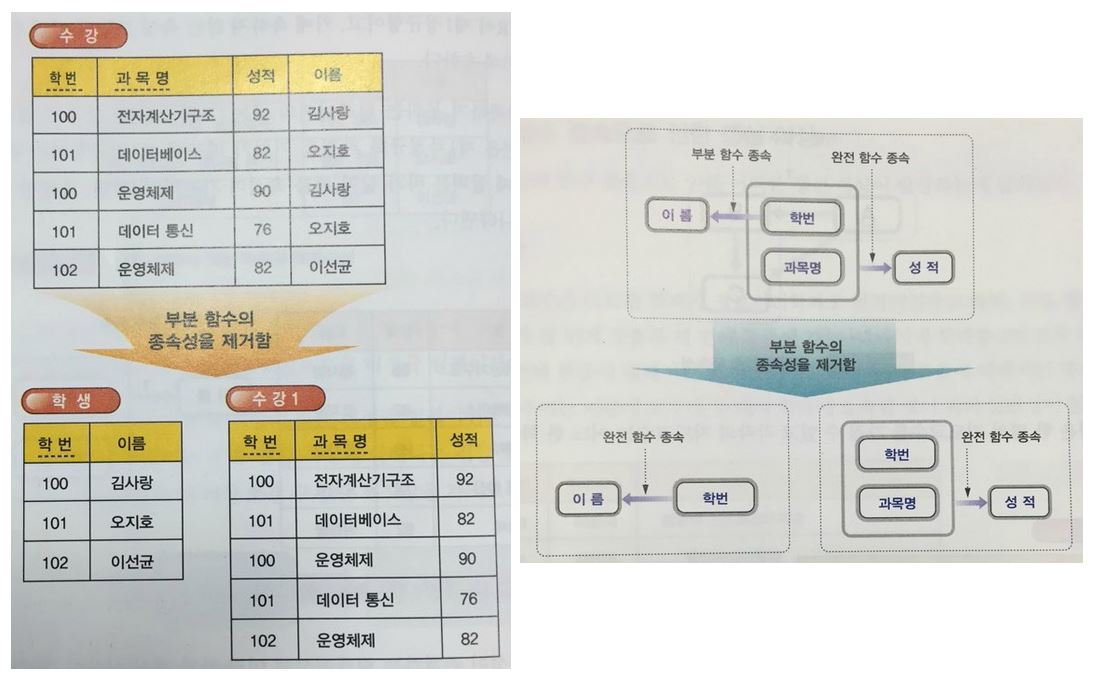 수 강
학 번 과 목 명 성적 이름
100 전자계산기구조 92 김사랑
101 데이터베이스 82 오지호
100 운영체제 90 김사랑
101 데이터 통신 76 오지호
102 운영체제 82 이선균
부분 함수의
종속성을 제거함
학 생
학 번 이름
100 김사랑
101 오지호
102 이선균
수 강 1
학 번 과 목 명 성적
100 전자계산기구조 92
101 데이터베이스 82
100 운영체제 90
101 데이터 통신 76
102 운영체제 82
부분 함수 종속 완전 함수 종속
이 름 학번
과목명 성 적
부분 함수의
종속성을 제거함
완전 함수 종속
이 름 학번
완전 함수 종속
학번
과목명 성 적